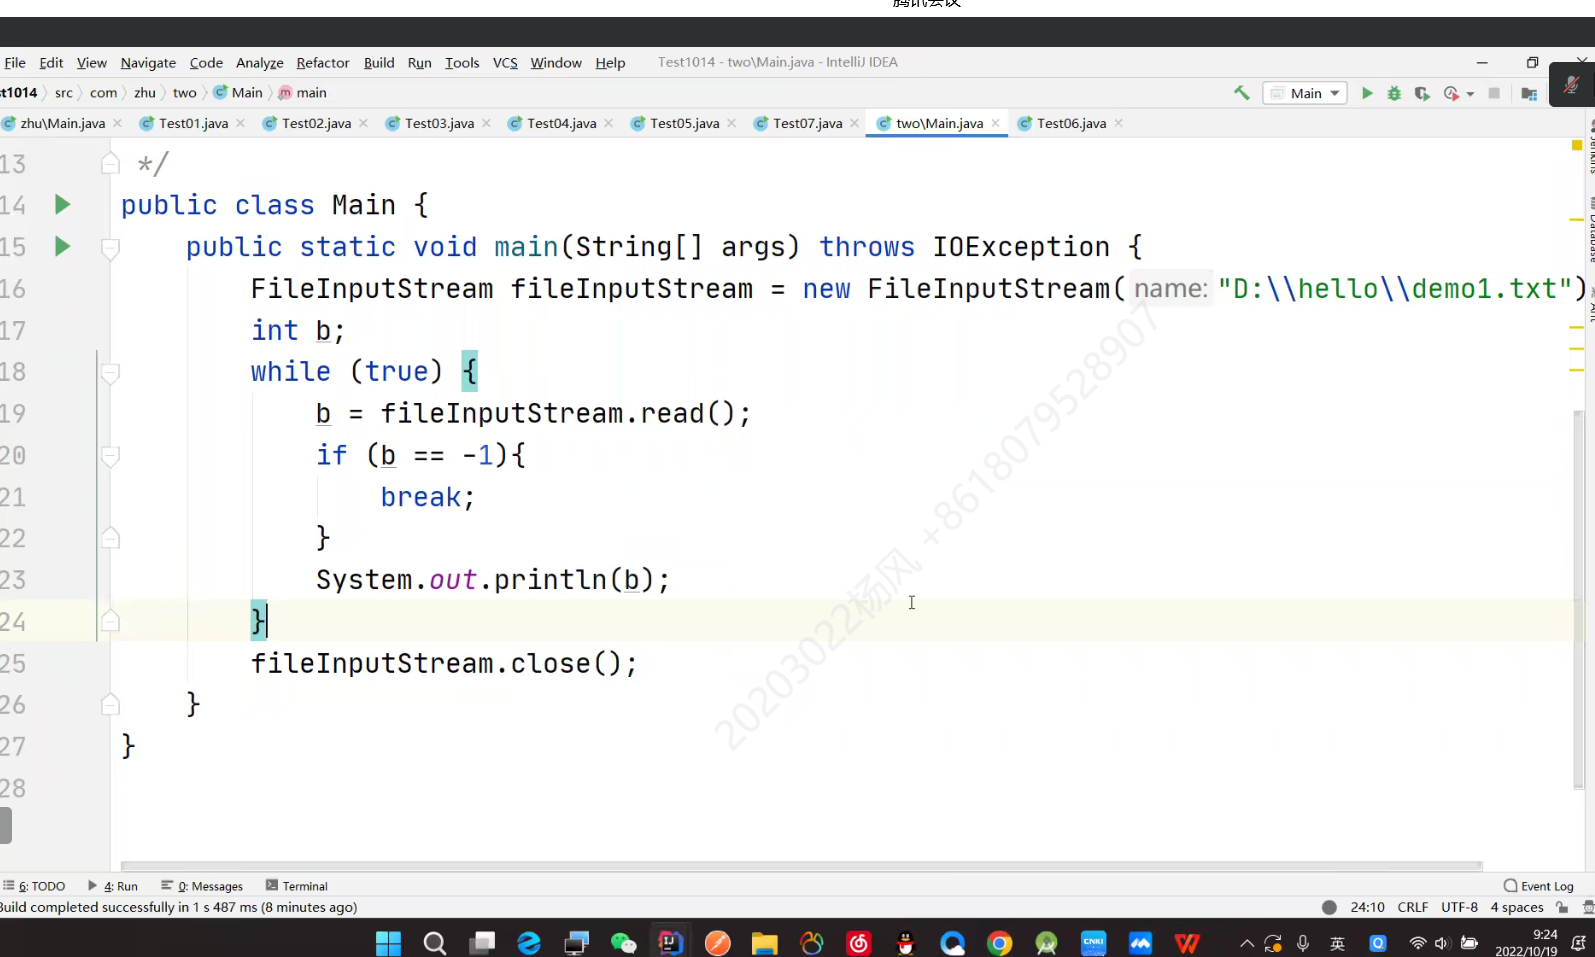 腾讯会议
File Edit View Navigate Code Analyze Refactor Build Run Tools VCS Window Help Test1014 - two\Main.java - IntelliJ IDEA
t1014 src com zhu two Main main Main
zhu\Main.java Test01.java Test02.java Test03.java Test04.java Test05.java Test07.java two\Main.java Test06.java
Jenkins
Database
Ant
13 */
14 public class Main {
15 public static void main(String[] args) throws IOException {
16 FileInputStream fileInputStream = new FileInputStream( name: "D:\\hello\\demo1.txt")
17 int b;
18 while (true) {
19 b = fileInputStream.read();
20 if (b == -1){
21 break;
22 }
23 System.out.println(b);
24 }
25 fileInputStream.close();
26 }
27 }
28
20203022杨风 +8618079528907
6: TODO 4: Run 0: Messages Terminal Event Log
Build completed successfully in 1 s 487 ms (8 minutes ago) 24:10 CRLF UTF-8 4 spaces
CNKI 英 9:24
2022/10/19